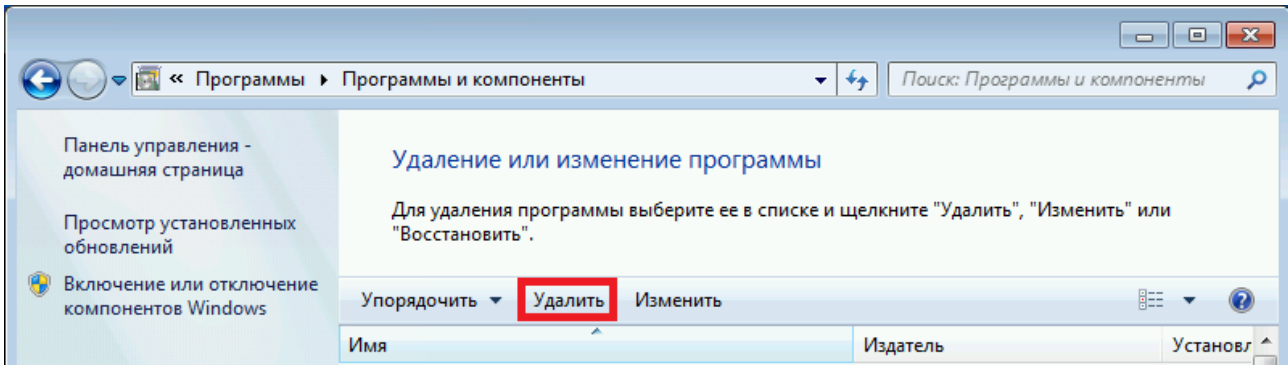 « Программы ▸ Программы и компоненты
Поиск: Программы и компоненты
Панель управления -
домашняя страница
Просмотр установленных
обновлений
Включение или отключение
компонентов Windows
Удаление или изменение программы
Для удаления программы выберите ее в списке и щелкните "Удалить", "Изменить" или
"Восстановить".
Упорядочить Удалить Изменить
Имя Издатель Установл